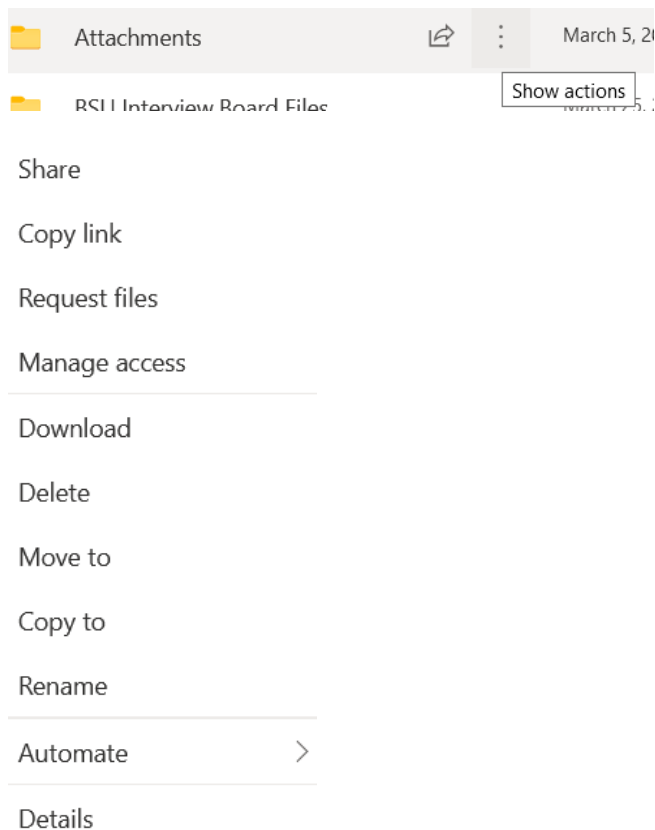 Attachments March 5, 20
BSU Interview Board Files
Show actions
Share
Copy link
Request files
Manage access
Download
Delete
Move to
Copy to
Rename
Automate
Details